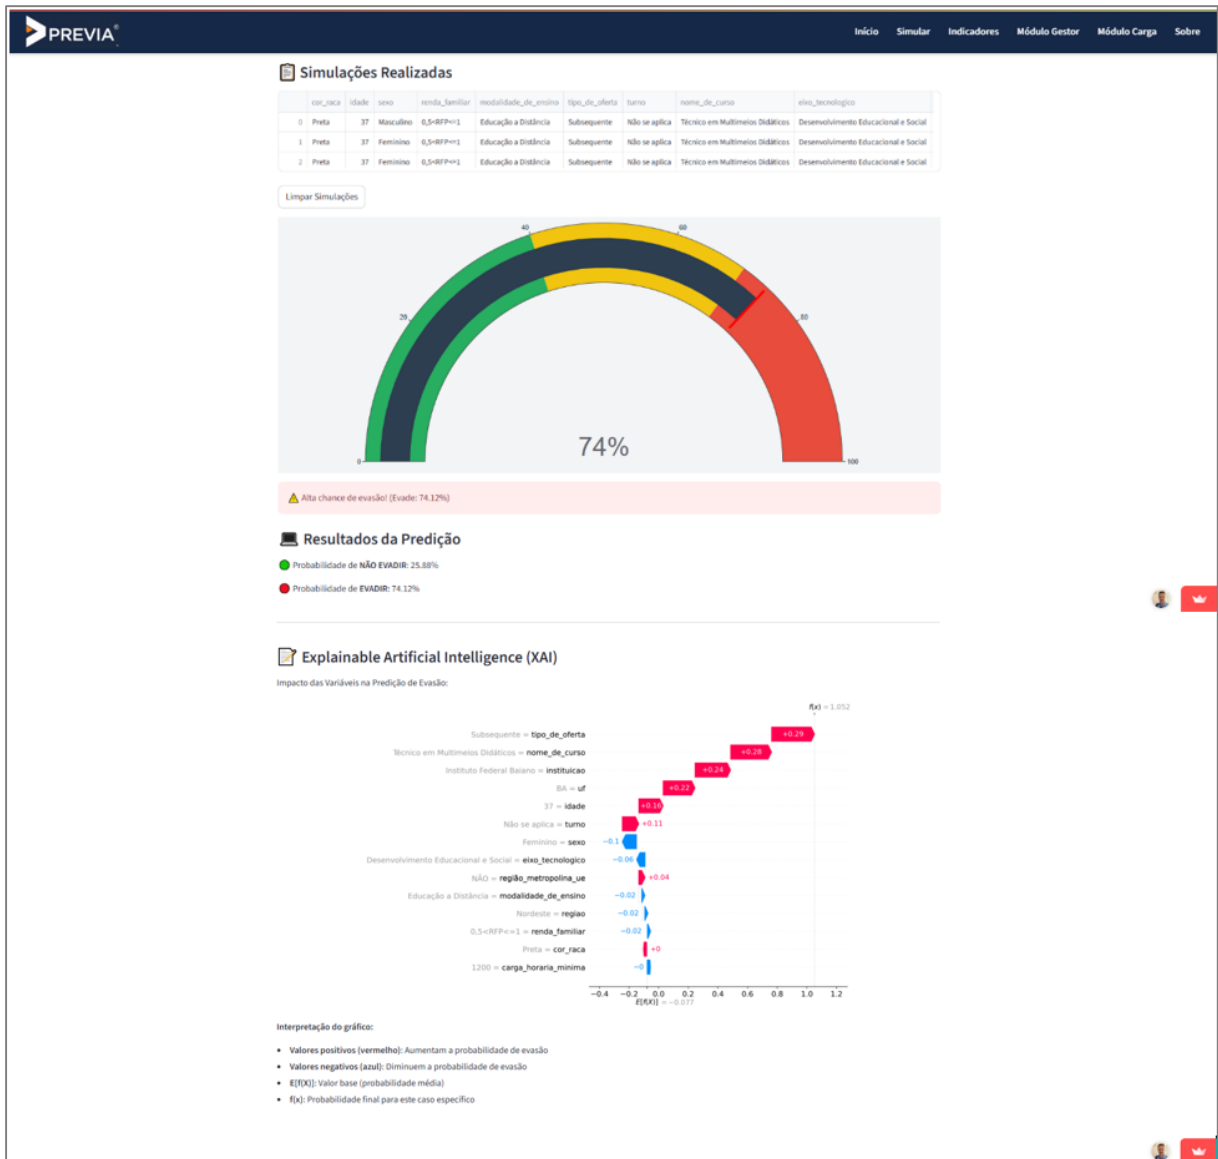 PREVIA®
Início Simular Indicadores Módulo Gestor Módulo Carga Sobre
Simulações Realizadas
cor_raca idade sexo renda_familiar modalidade_de_ensino tipo_de_oferta turno nome_de_curso eixo_tecnologico
0 Preta 37 Masculino 0,5<RFP<=1 Educação a Distância Subsequente Não se aplica Técnico em Multimeios Didáticos Desenvolvimento Educacional e Social
1 Preta 37 Feminino 0,5<RFP<=1 Educação a Distância Subsequente Não se aplica Técnico em Multimeios Didáticos Desenvolvimento Educacional e Social
2 Preta 37 Feminino 0,5<RFP<=1 Educação a Distância Subsequente Não se aplica Técnico em Multimeios Didáticos Desenvolvimento Educacional e Social
Limpar Simulações
40 60
20 80
74%
0 100
Alta chance de evasão! (Evade: 74.12%)
Resultados da Predição
Probabilidade de NÃO EVADIR: 25.88%
Probabilidade de EVADIR: 74.12%
Explainable Artificial Intelligence (XAI)
Impacto das Variáveis na Predição de Evasão:
f(x) = 1.052
Subsequente = tipo_de_oferta +0.29
Técnico em Multimeios Didáticos = nome_de_curso +0.28
Instituto Federal Baiano = instituicao +0.24
BA = uf +0.22
37 = idade +0.16
Não se aplica = turno +0.11
Feminino = sexo −0.1
Desenvolvimento Educacional e Social = eixo_tecnologico −0.06
NÃO = região_metropolina_ue +0.04
Educação a Distância = modalidade_de_ensino −0.02
Nordeste = regiao −0.02
0,5<RFP<=1 = renda_familiar −0.02
Preta = cor_raca +0
1200 = carga_horaria_minima −0
−0.4 −0.2 0.0 0.2 0.4 0.6 0.8 1.0 1.2
E[f(X)] = −0.077
Interpretação do gráfico:
• Valores positivos (vermelho): Aumentam a probabilidade de evasão
• Valores negativos (azul): Diminuem a probabilidade de evasão
• E[f(X)]: Valor base (probabilidade média)
• f(x): Probabilidade final para este caso específico